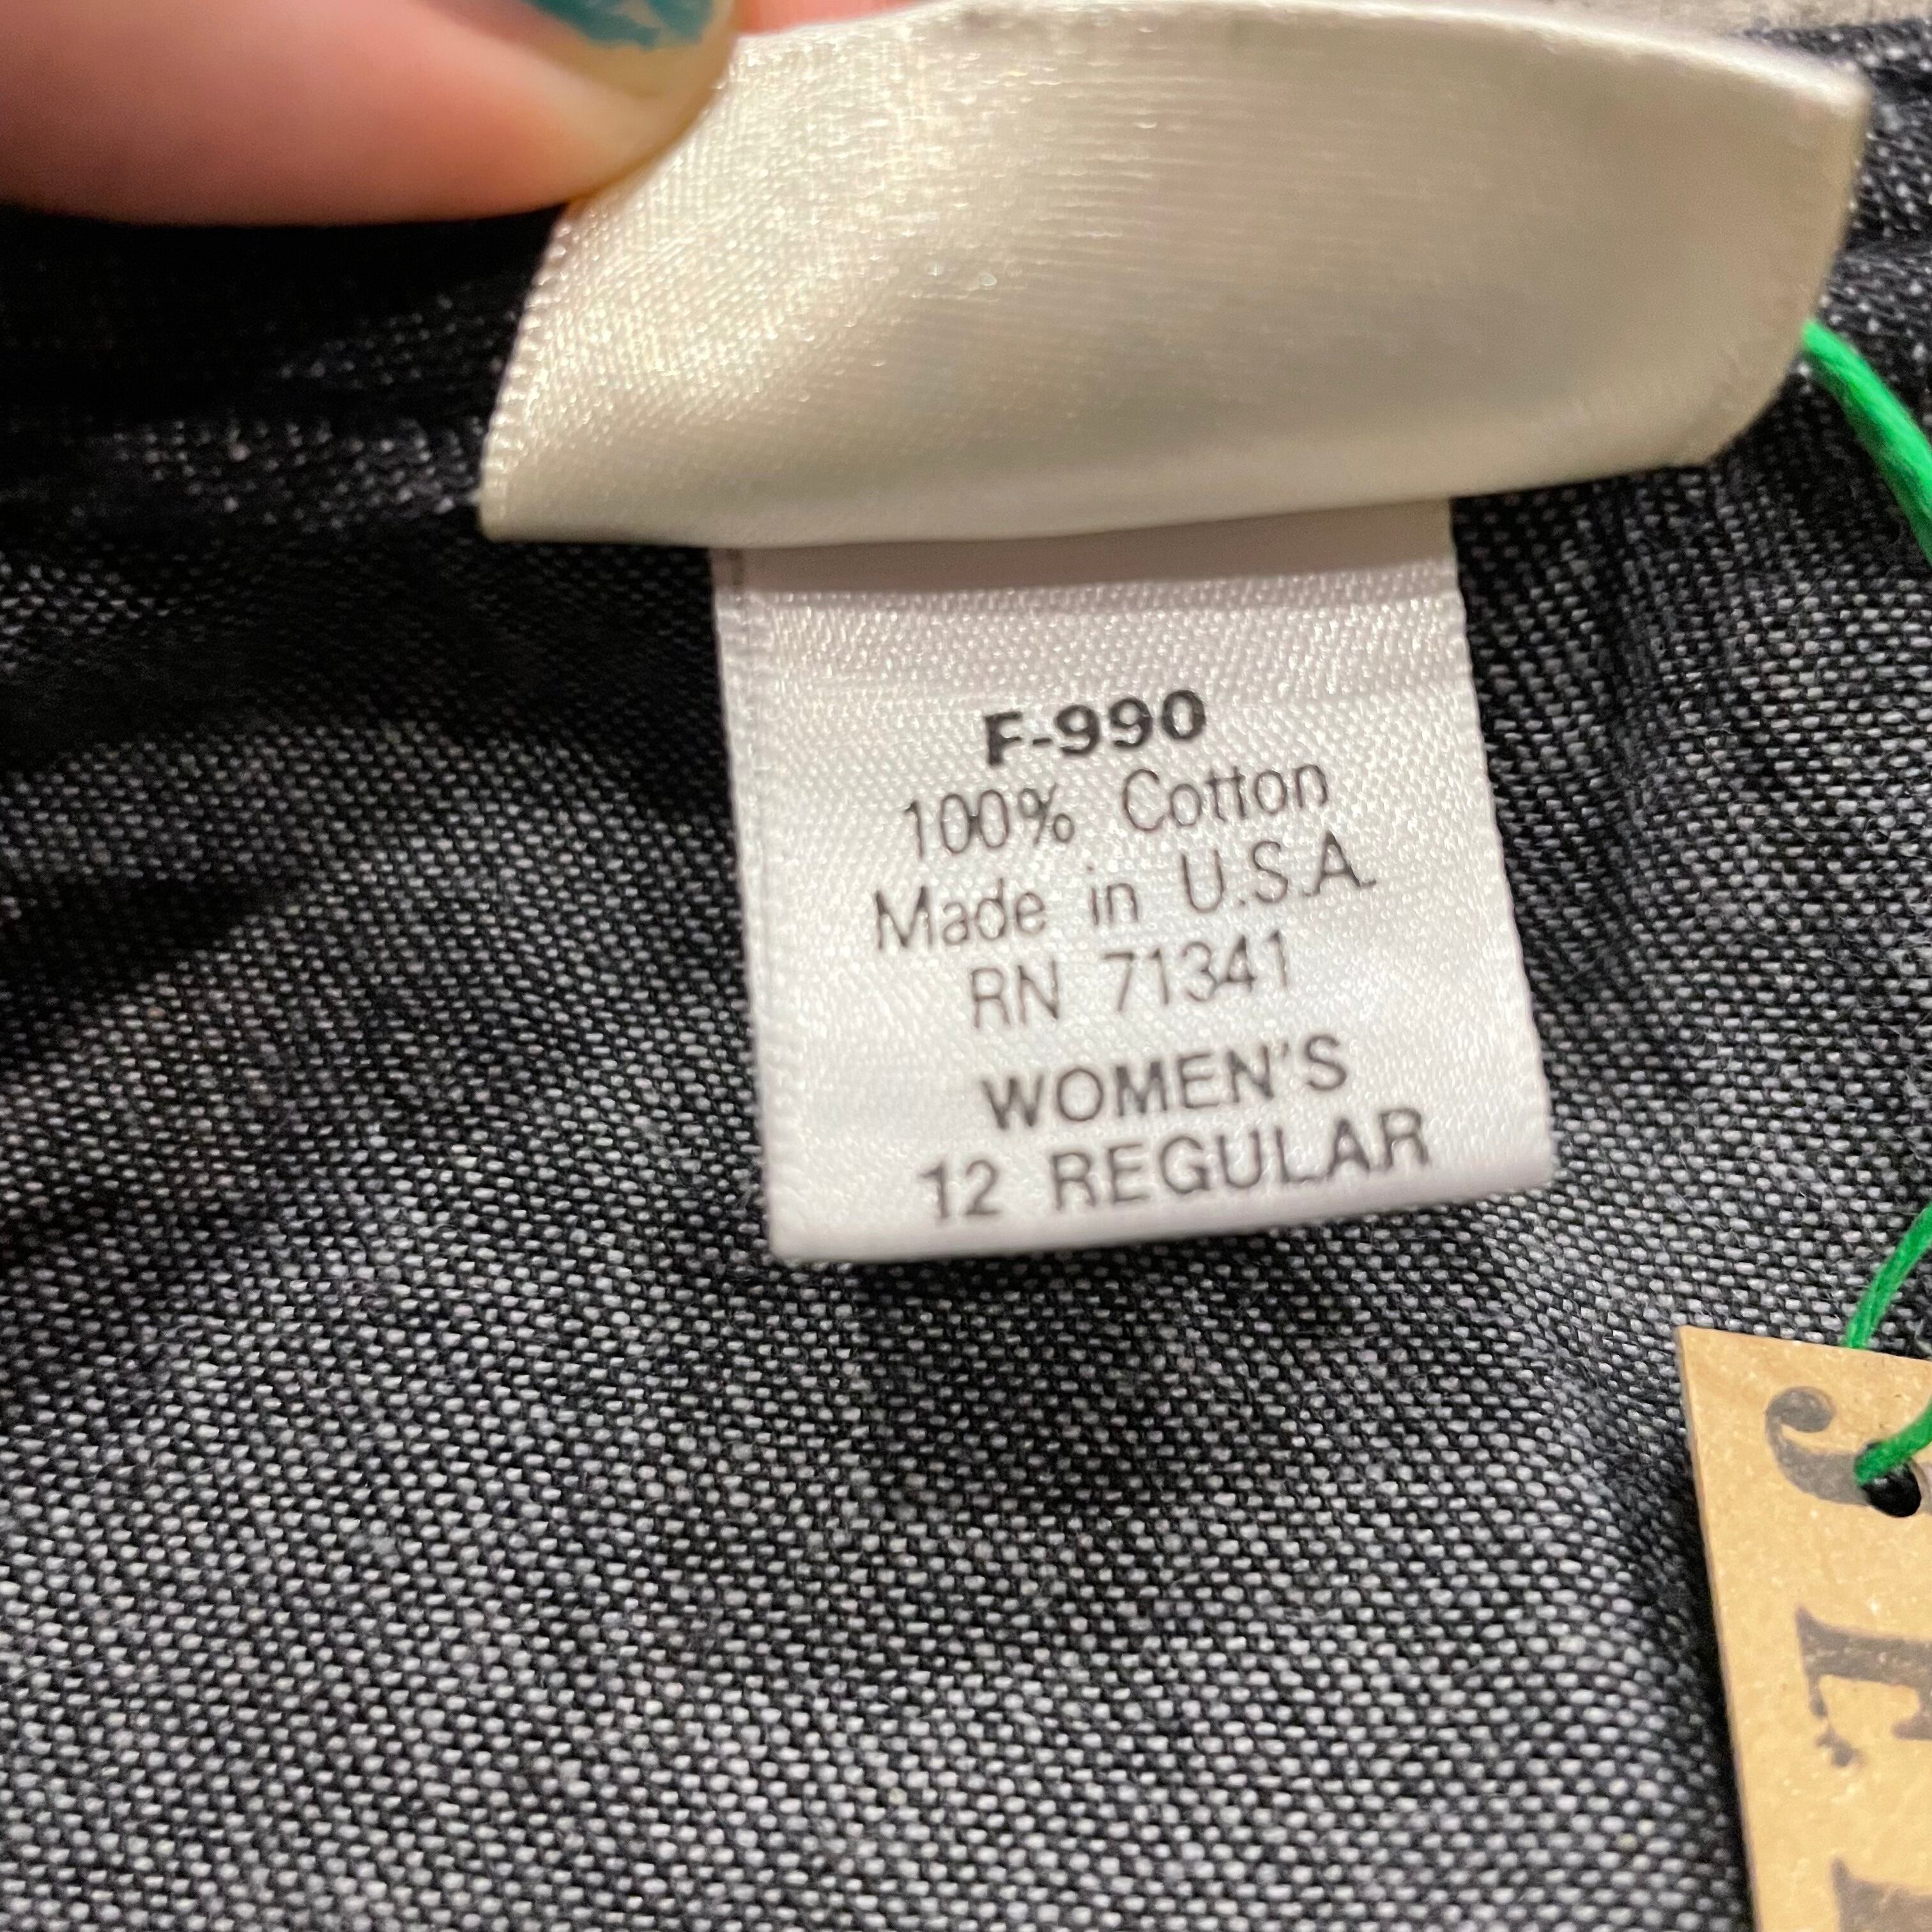 F-990
100% Cotton
Made in U.S.A.
RN 71341
WOMEN'S
12 REGULAR